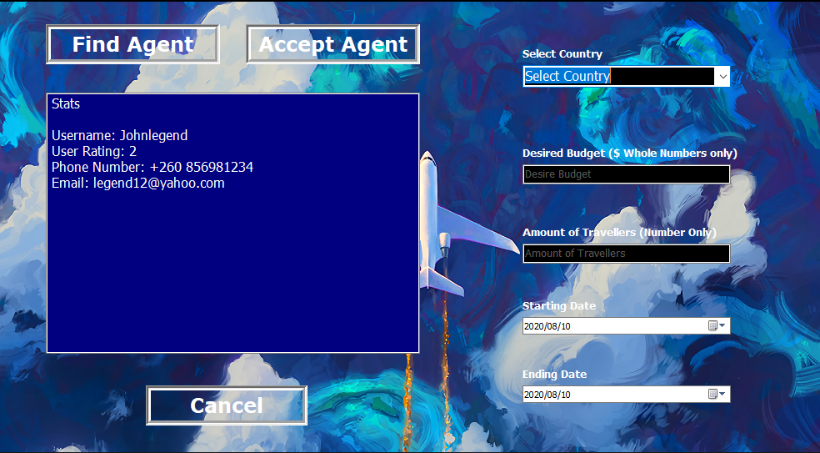 Find Agent
Accept Agent
Stats
Username: Johnlegend
User Rating: 2
Phone Number: +260 856981234
Email: legend12@yahoo.com
Cancel
Select Country
Select Country
Desired Budget ($ Whole Numbers only)
Desire Budget
Amount of Travellers (Number Only)
Amount of Travellers
Starting Date
2020/08/10
Ending Date
2020/08/10